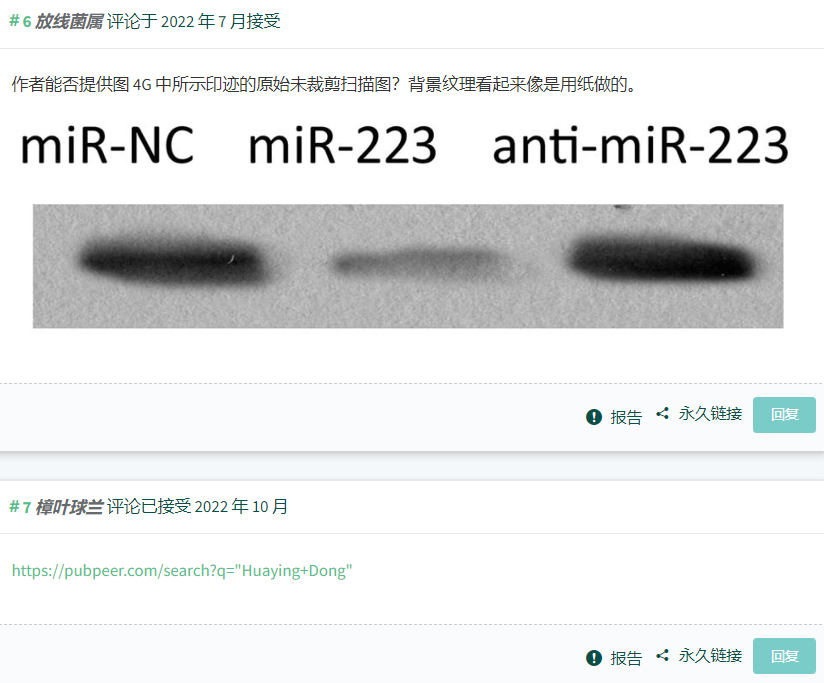 #6 放线菌属 评论于 2022 年 7 月接受
作者能否提供图 4G 中所示印迹的原始未裁剪扫描图？背景纹理看起来像是用纸做的。
miR-NC miR-223 anti-miR-223
报告 永久链接 回复
#7 樟叶球兰 评论已接受 2022 年 10 月
https://pubpeer.com/search?q="Huaying+Dong"
报告 永久链接 回复